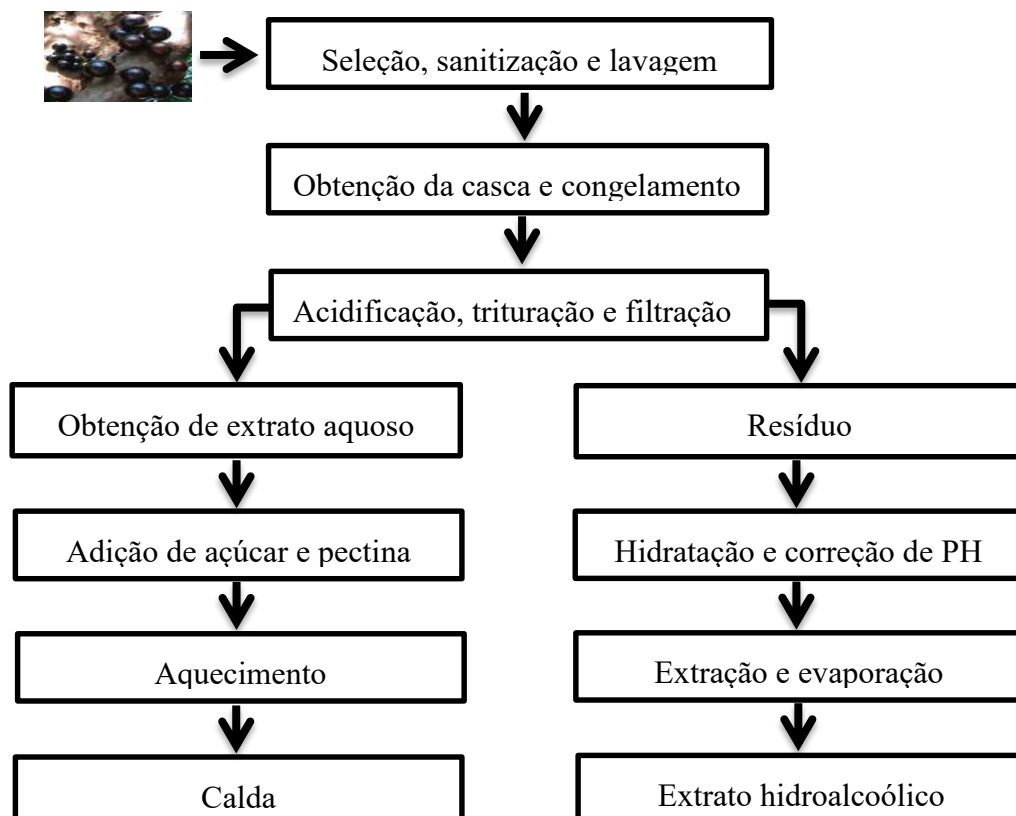 Seleção, sanitização e lavagem
Obtenção da casca e congelamento
Acidificação, trituração e filtração
Obtenção de extrato aquoso
Resíduo
Adição de açúcar e pectina
Hidratação e correção de PH
Aquecimento
Extração e evaporação
Calda
Extrato hidroalcoólico